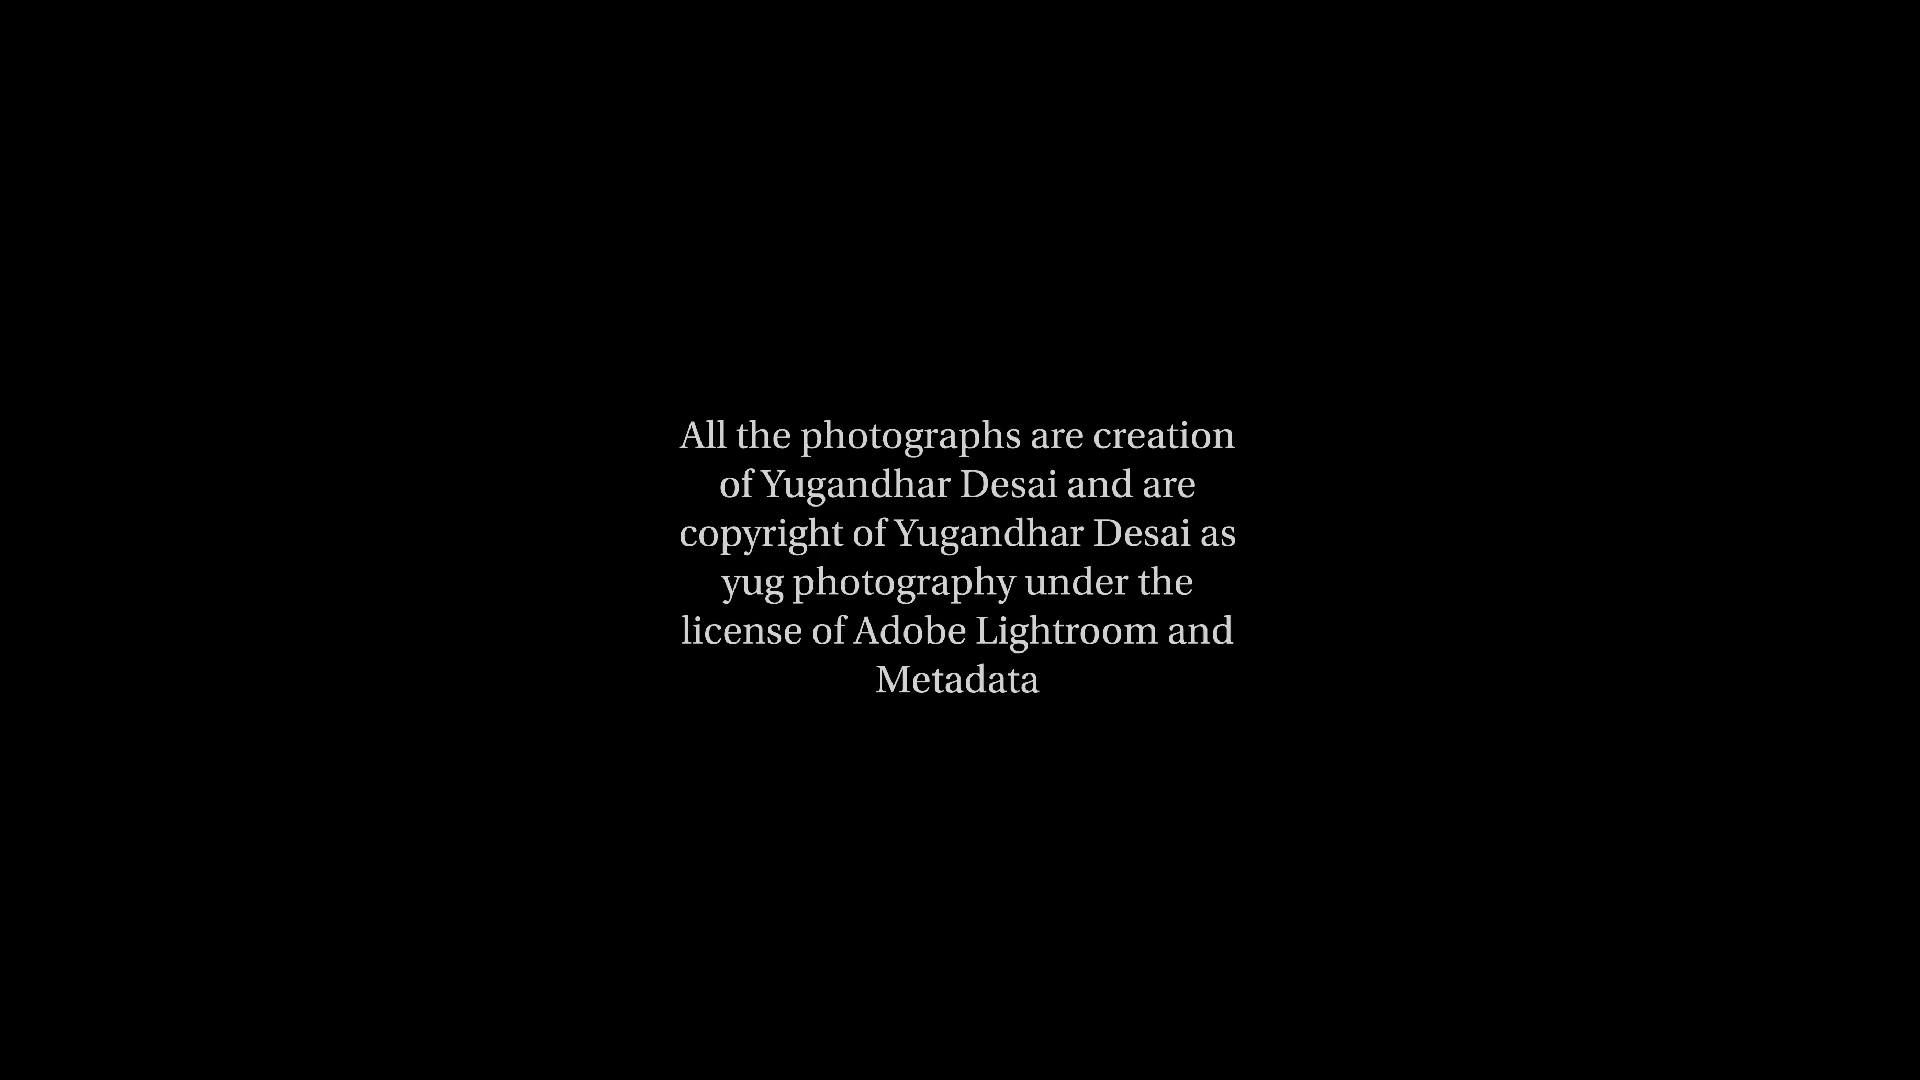 All the photographs are creation
of Yugandhar Desai and are
copyright of Yugandhar Desai as
yug photography under the
license of Adobe Lightroom and
Metadata